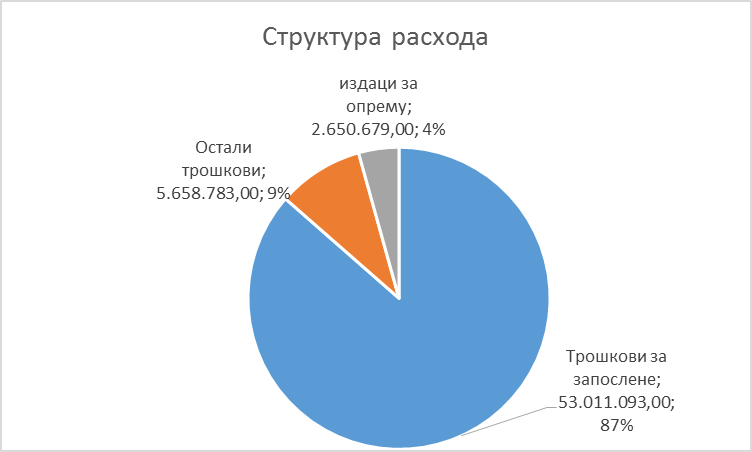 Структура расхода
издаци за
опрему;
2.650.679,00; 4%
Остали
трошкови;
5.658.783,00; 9%
Трошкови за
запослене;
53.011.093,00;
87%